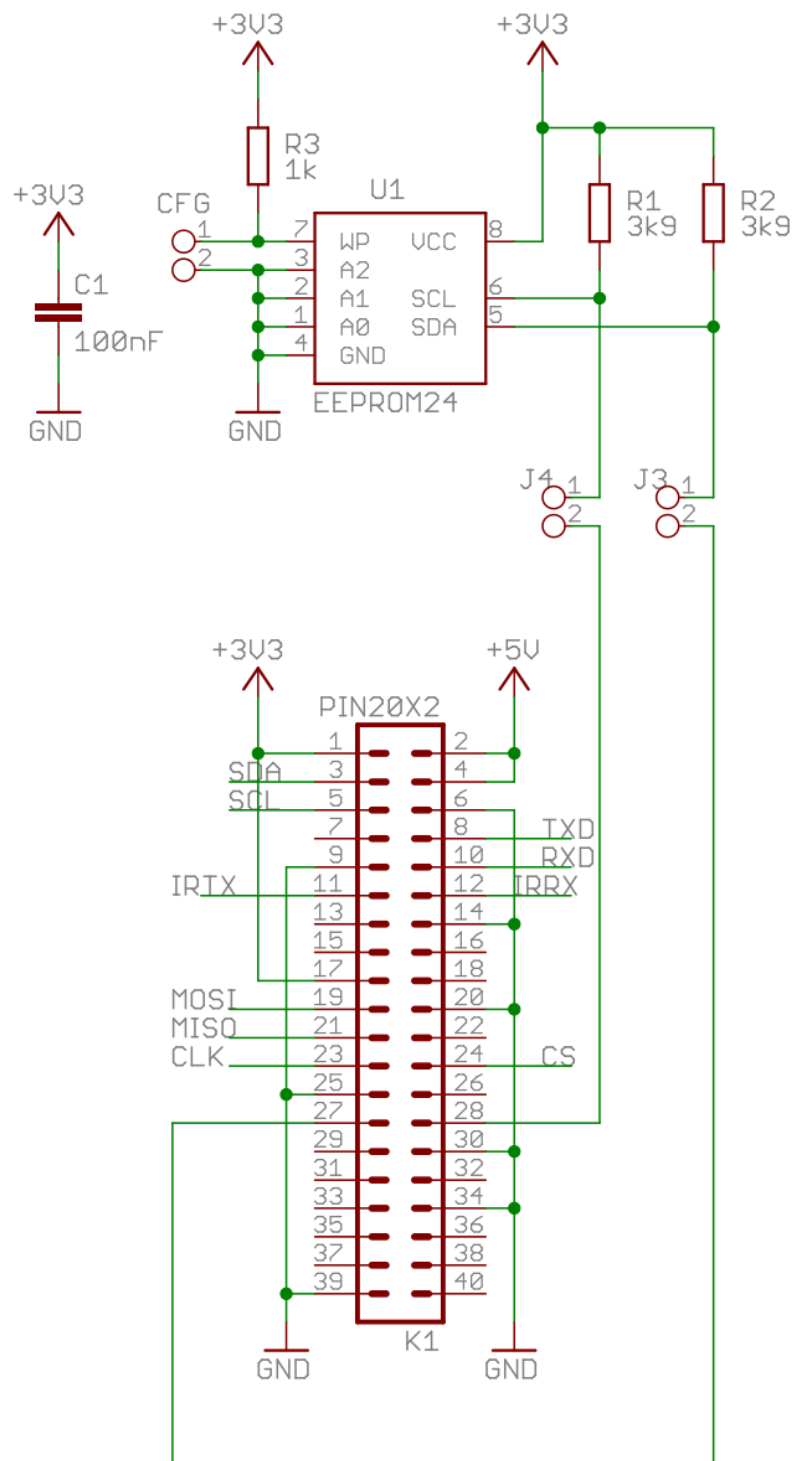 +3V3 +3V3
R3
1k
+3V3
CFG
U1
R1
3k9
R2
3k9
1
2
7 WP VCC 8
3 A2
2 A1 SCL 6
1 A0 SDA 5
4 GND
C1
100nF
EEPROM24
GND
GND
J4 1
2
J3 1
2
+3V3
+5V
PIN20X2
1 2
SDA 3 4
SCL 5 6
7 8 TXD
9 10 RXD
IRTX 11 12 IRRX
13 14
15 16
17 18
MOSI 19 20
MISO 21 22
CLK 23 24 CS
25 26
27 28
29 30
31 32
33 34
35 36
37 38
39 40
K1
GND GND